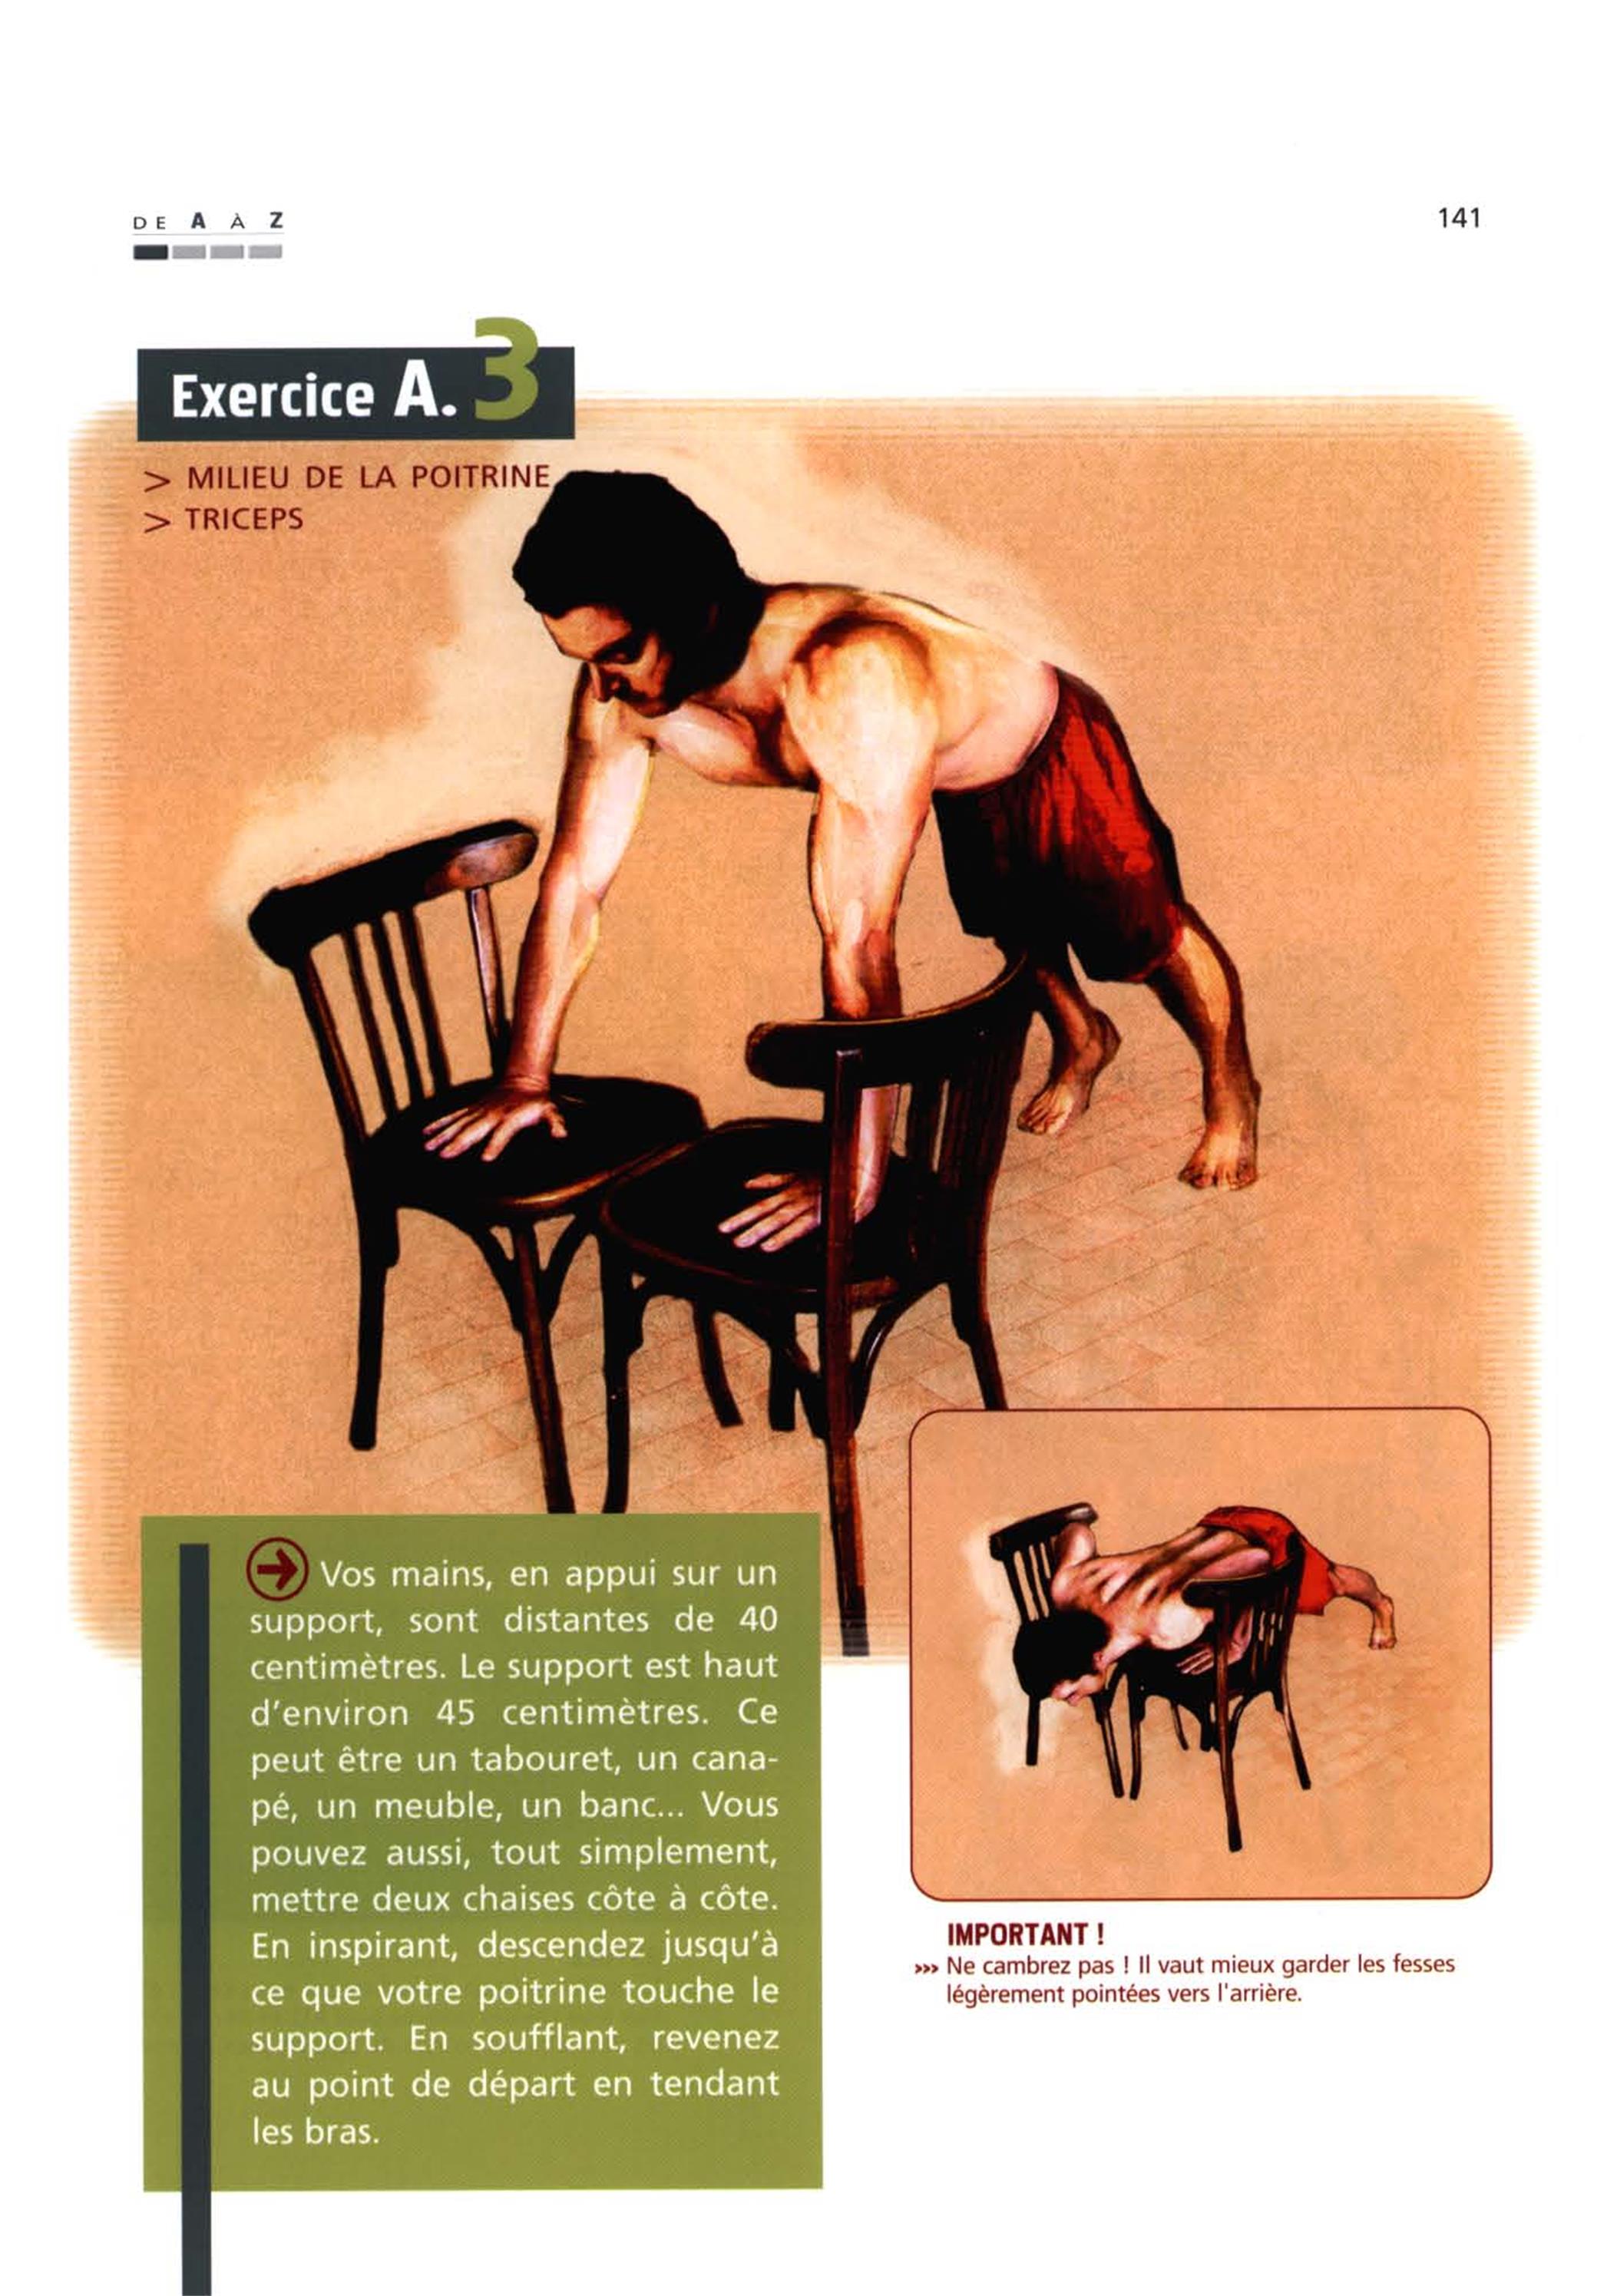 DE A À Z
141
Exercice A.3
> MILIEU DE LA POITRINE
> TRICEPS
Vos mains, en appui sur un
support, sont distantes de 40
centimètres. Le support est haut
d'environ 45 centimètres. Ce
peut être un tabouret, un cana-
pé, un meuble, un banc... Vous
pouvez aussi, tout simplement,
mettre deux chaises côte à côte.
En inspirant, descendez jusqu'à
ce que votre poitrine touche le
support. En soufflant, revenez
au point de départ en tendant
les bras.
IMPORTANT !
»»» Ne cambrez pas ! Il vaut mieux garder les fesses
légèrement pointées vers l'arrière.